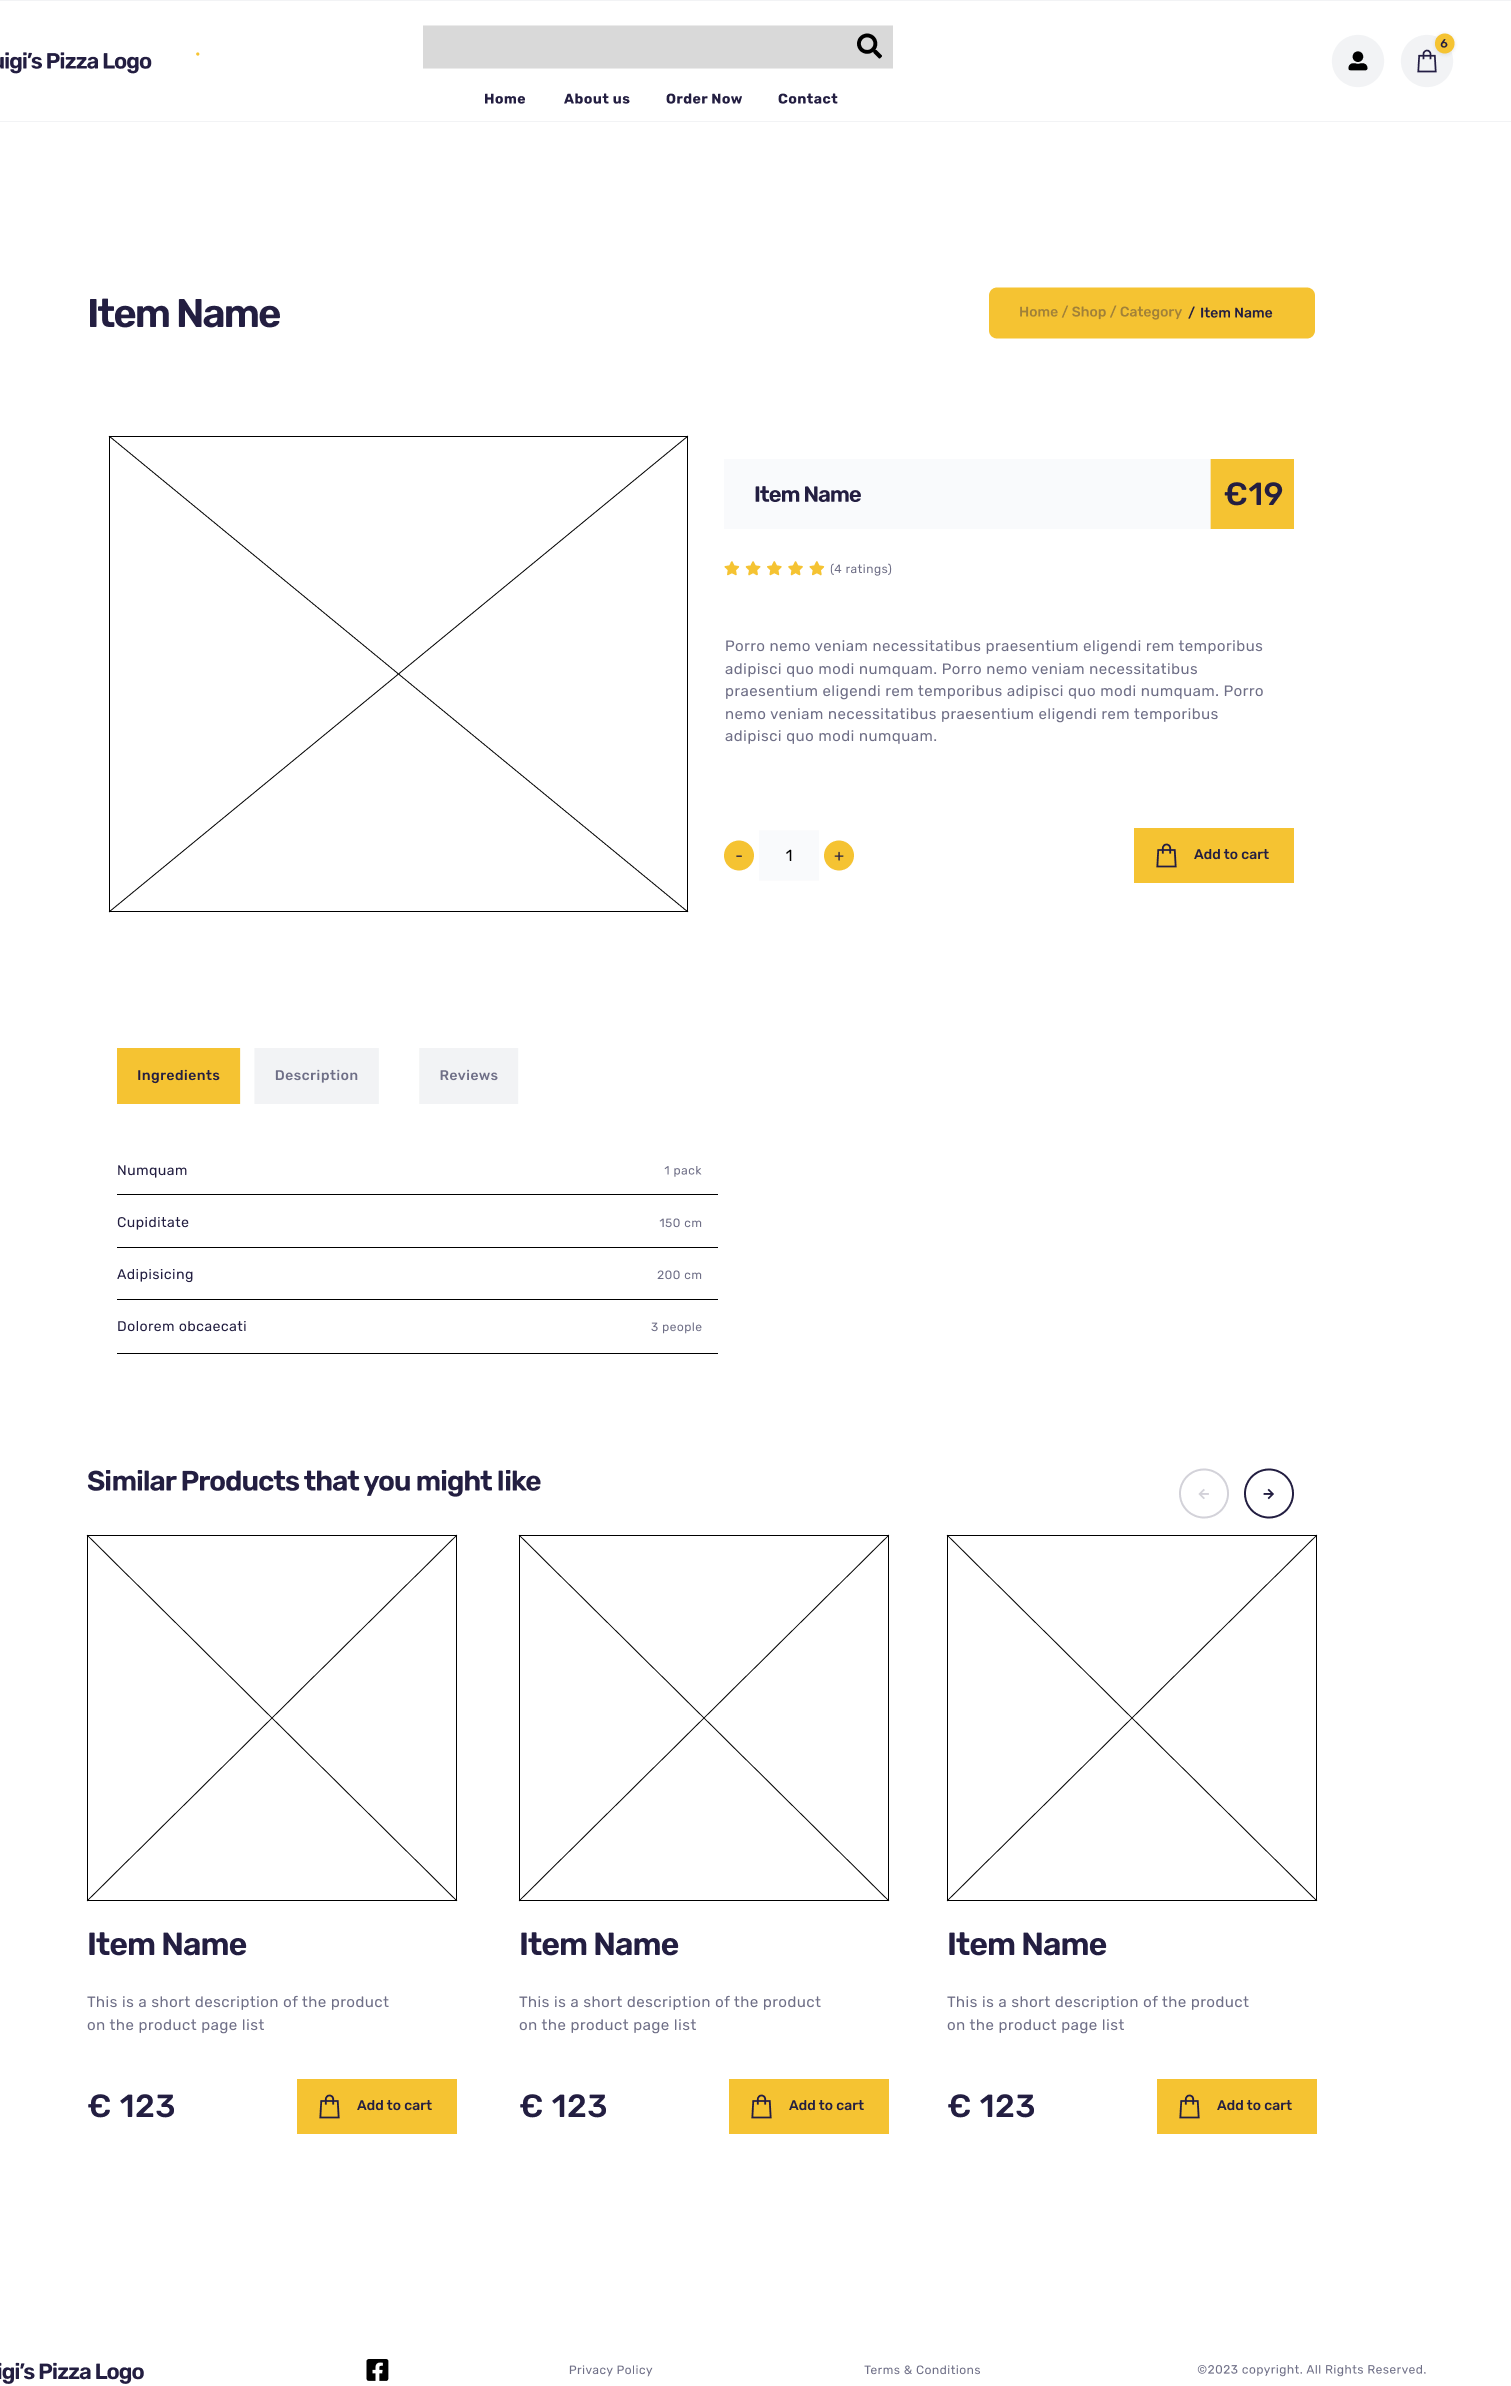 uigi's Pizza Logo
6
Home About us Order Now Contact
Item Name
Home / Shop / Category / Item Name
Item Name
€19
(4 ratings)
Porro nemo veniam necessitatibus praesentium eligendi rem temporibus
adipisci quo modi numquam. Porro nemo veniam necessitatibus
praesentium eligendi rem temporibus adipisci quo modi numquam. Porro
nemo veniam necessitatibus praesentium eligendi rem temporibus
adipisci quo modi numquam.
- 1 +
Add to cart
Ingredients Description Reviews
Numquam 1 pack
Cupiditate 150 cm
Adipisicing 200 cm
Dolorem obcaecati 3 people
Similar Products that you might like
Item Name
This is a short description of the product
on the product page list
€ 123 Add to cart
Item Name
This is a short description of the product
on the product page list
€ 123 Add to cart
Item Name
This is a short description of the product
on the product page list
€ 123 Add to cart
igi's Pizza Logo
Privacy Policy
Terms & Conditions
©2023 copyright. All Rights Reserved.